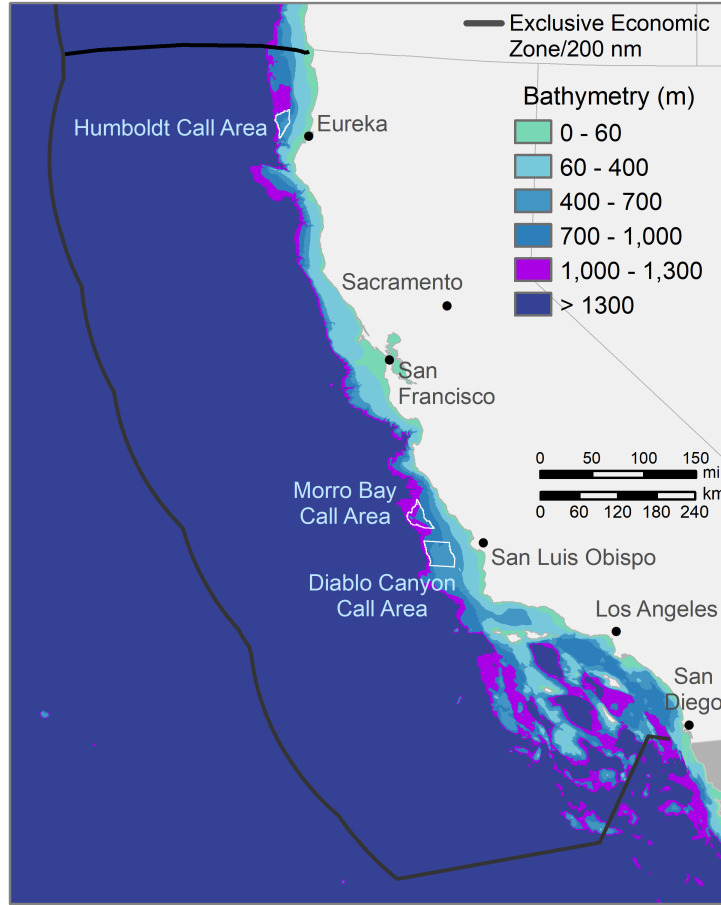 Exclusive Economic
Zone/200 nm
Bathymetry (m)
0 - 60
60 - 400
400 - 700
700 - 1,000
1,000 - 1,300
> 1300
Humboldt Call Area
Eureka
Sacramento
San
Francisco
0 50 100 150
mi
km
0 60 120 180 240
Morro Bay
Call Area
San Luis Obispo
Diablo Canyon
Call Area
Los Angeles
San
Diego